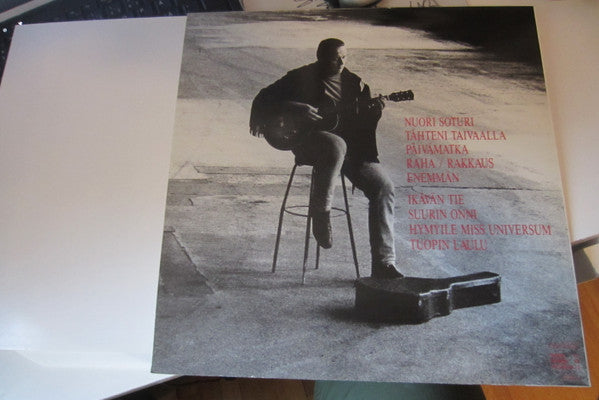 NUORI SOTURI
TÄHTENI TAIVAALLA
PÄIVÄMATKA
RAHA / RAKKAUS
ENEMMÄN
IKÄVÄN TIE
SUURIN ONNI
HYMYILE MISS UNIVERSUM
TUOPIN LAULU